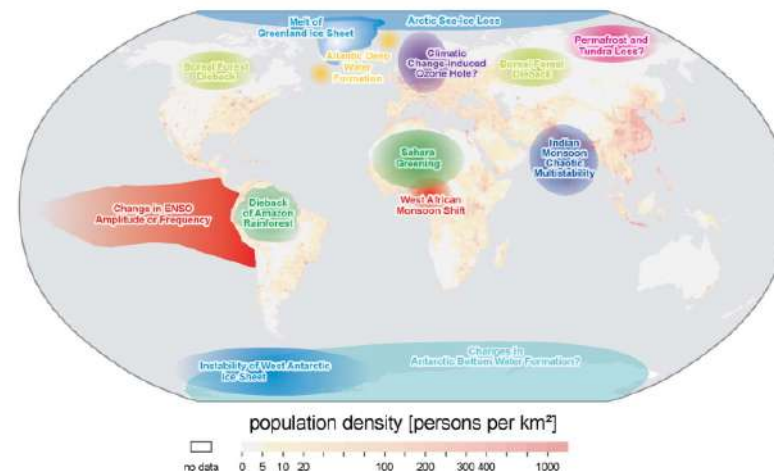 Melt of
Greenland Ice Sheet
Arctic Sea-Ice Loss
Boreal Forest
Dieback
Atlantic Deep
Water
Formation
Climatic
Change-Induced
Ozone Hole?
Boreal Forest
Dieback
Permafrost and
Tundra Loss?
Sahara
Greening
Indian
Monsoon
Chaotic
Multistability
Change in ENSO
Amplitude or Frequency
Dieback
of Amazon
Rainforest
West African
Monsoon Shift
Instability of West Antarctic
Ice Sheet
Changes in
Antarctic Bottom Water Formation?
population density [persons per km²]
no data 0 5 10 20 100 200 300 400 1000